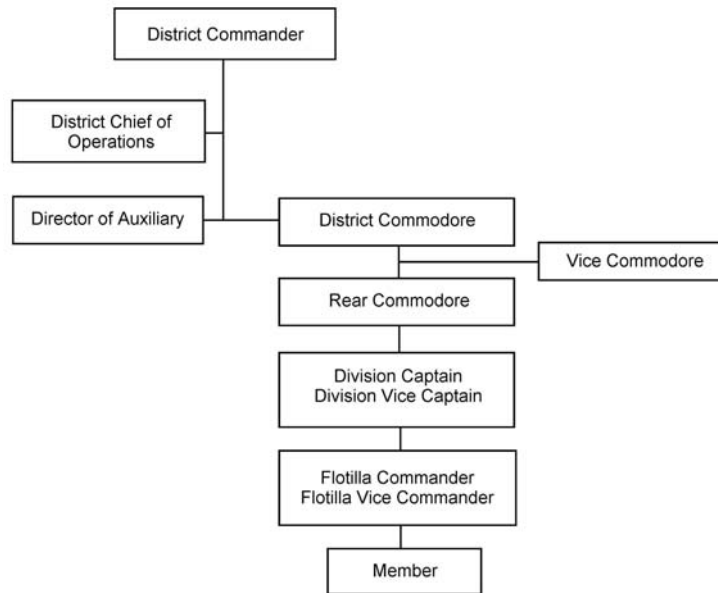 District Commander
District Chief of
Operations
Director of Auxiliary
District Commodore
Vice Commodore
Rear Commodore
Division Captain
Division Vice Captain
Flotilla Commander
Flotilla Vice Commander
Member